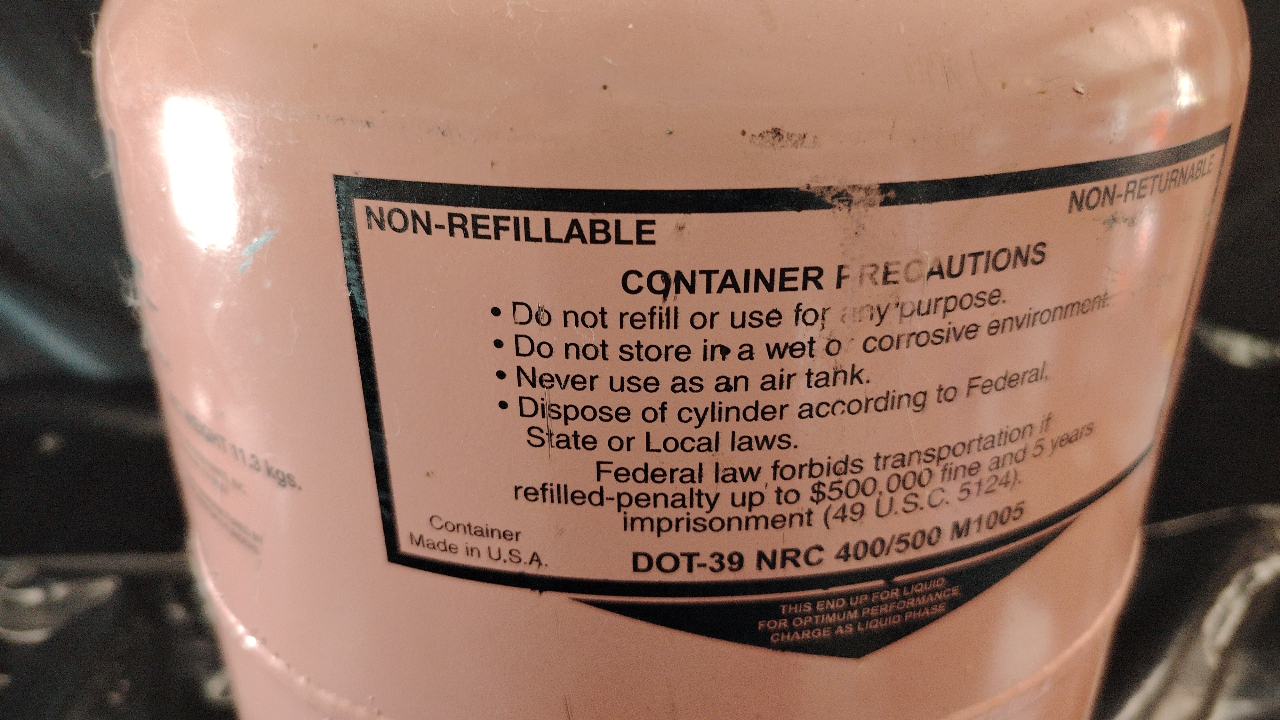 NON-REFILLABLE
NON-RETURNABLE
CONTAINER PRECAUTIONS
• Do not refill or use for any purpose.
• Do not store in a wet or corrosive environment.
• Never use as an air tank.
• Dispose of cylinder according to Federal,
State or Local laws.
Federal law forbids transportation if
refilled-penalty up to $500,000 fine and 5 years
imprisonment (49 U.S.C. 5124).
Container
Made in U.S.A.
DOT-39 NRC 400/500 M1005
THIS END UP FOR LIQUID
FOR OPTIMUM PERFORMANCE
CHARGE AS LIQUID PHASE
11.3 kgs.